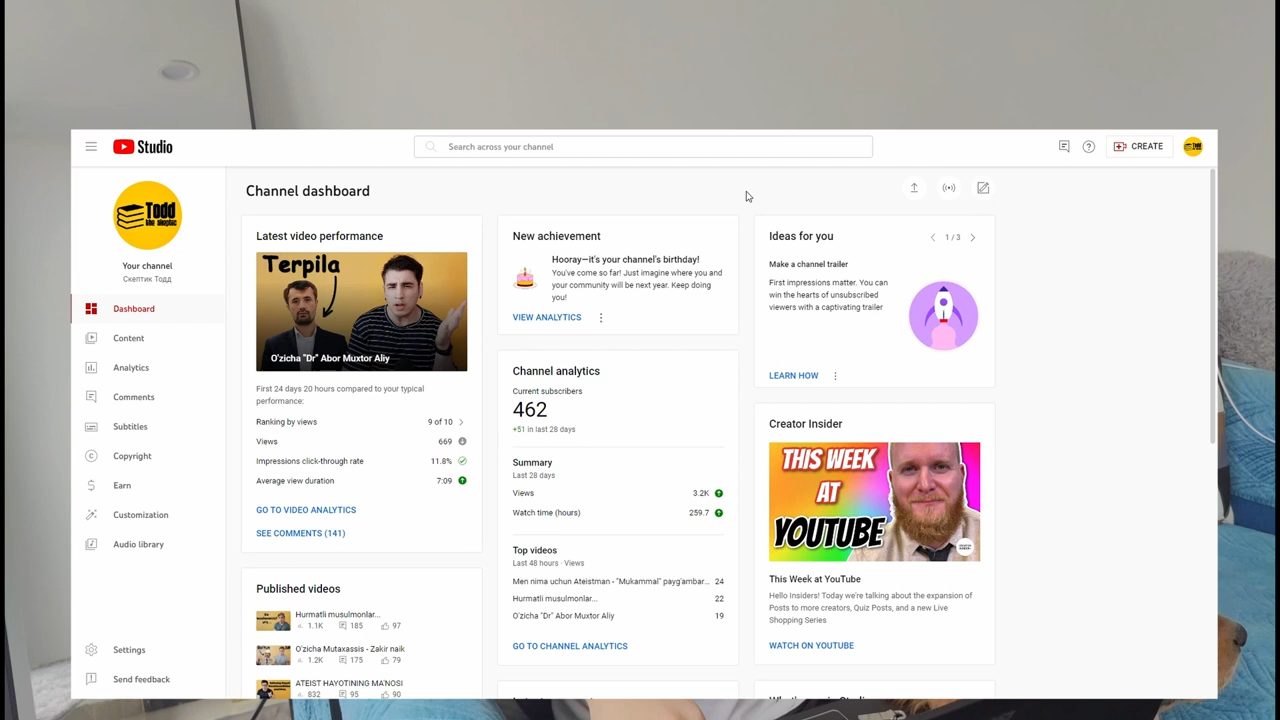 Studio
Search across your channel
CREATE
Todd
the skeptic
Your channel
Скептик Тодд
Dashboard
Content
Analytics
Comments
Subtitles
Copyright
Earn
Customization
Audio library
Settings
Send feedback
Channel dashboard
Latest video performance
Terpila
O'zicha "Dr" Abor Muxtor Aliy
First 24 days 20 hours compared to your typical
performance:
Ranking by views 9 of 10
Views 669
Impressions click-through rate 11.8%
Average view duration 7:09
GO TO VIDEO ANALYTICS
SEE COMMENTS (141)
Published videos
Hurmatli musulmonlar...
1.1K 185 97
O'zicha Mutaxassis - Zakir naik
1.2K 175 79
ATEIST HAYOTINING MA'NOSI
832 95 90
New achievement
Hooray—it's your channel's birthday!
You've come so far! Just imagine where you and
your community will be next year. Keep doing
you!
VIEW ANALYTICS
Channel analytics
Current subscribers
462
+51 in last 28 days
Summary
Last 28 days
Views 3.2K
Watch time (hours) 259.7
Top videos
Last 48 hours · Views
Men nima uchun Ateistman - "Mukammal" payg'ambar... 24
Hurmatli musulmonlar... 22
O'zicha "Dr" Abor Muxtor Aliy 19
GO TO CHANNEL ANALYTICS
Ideas for you
1 / 3
Make a channel trailer
First impressions matter. You can
win the hearts of unsubscribed
viewers with a captivating trailer
LEARN HOW
Creator Insider
THIS WEEK
AT
YOUTUBE
This Week at YouTube
Hello Insiders! Today we're talking about the expansion of
Posts to more creators, Quiz Posts, and a new Live
Shopping Series
WATCH ON YOUTUBE